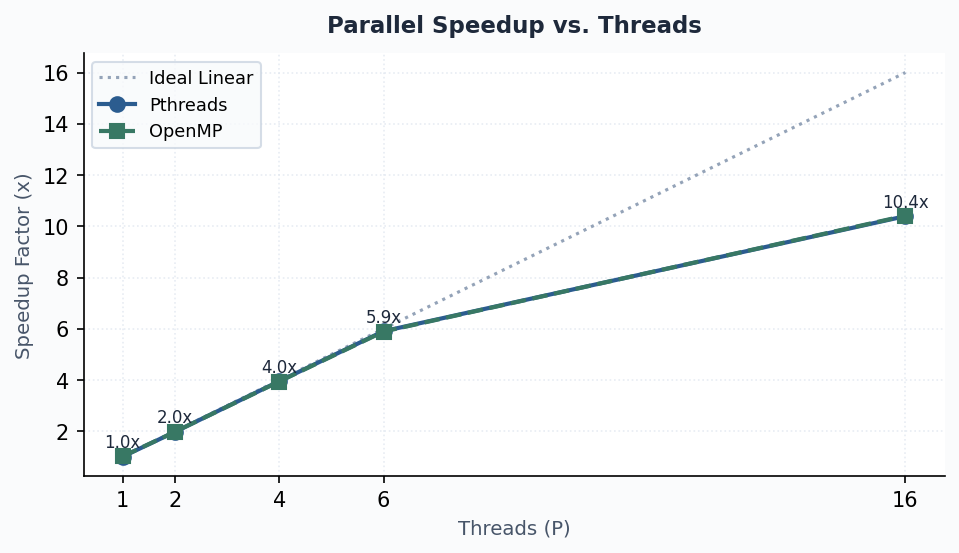 Parallel Speedup vs. Threads
Ideal Linear
Pthreads
OpenMP
Speedup Factor (x)
16
14
12
10
8
6
4
2
1.0x
2.0x
4.0x
5.9x
10.4x
1
2
4
6
16
Threads (P)